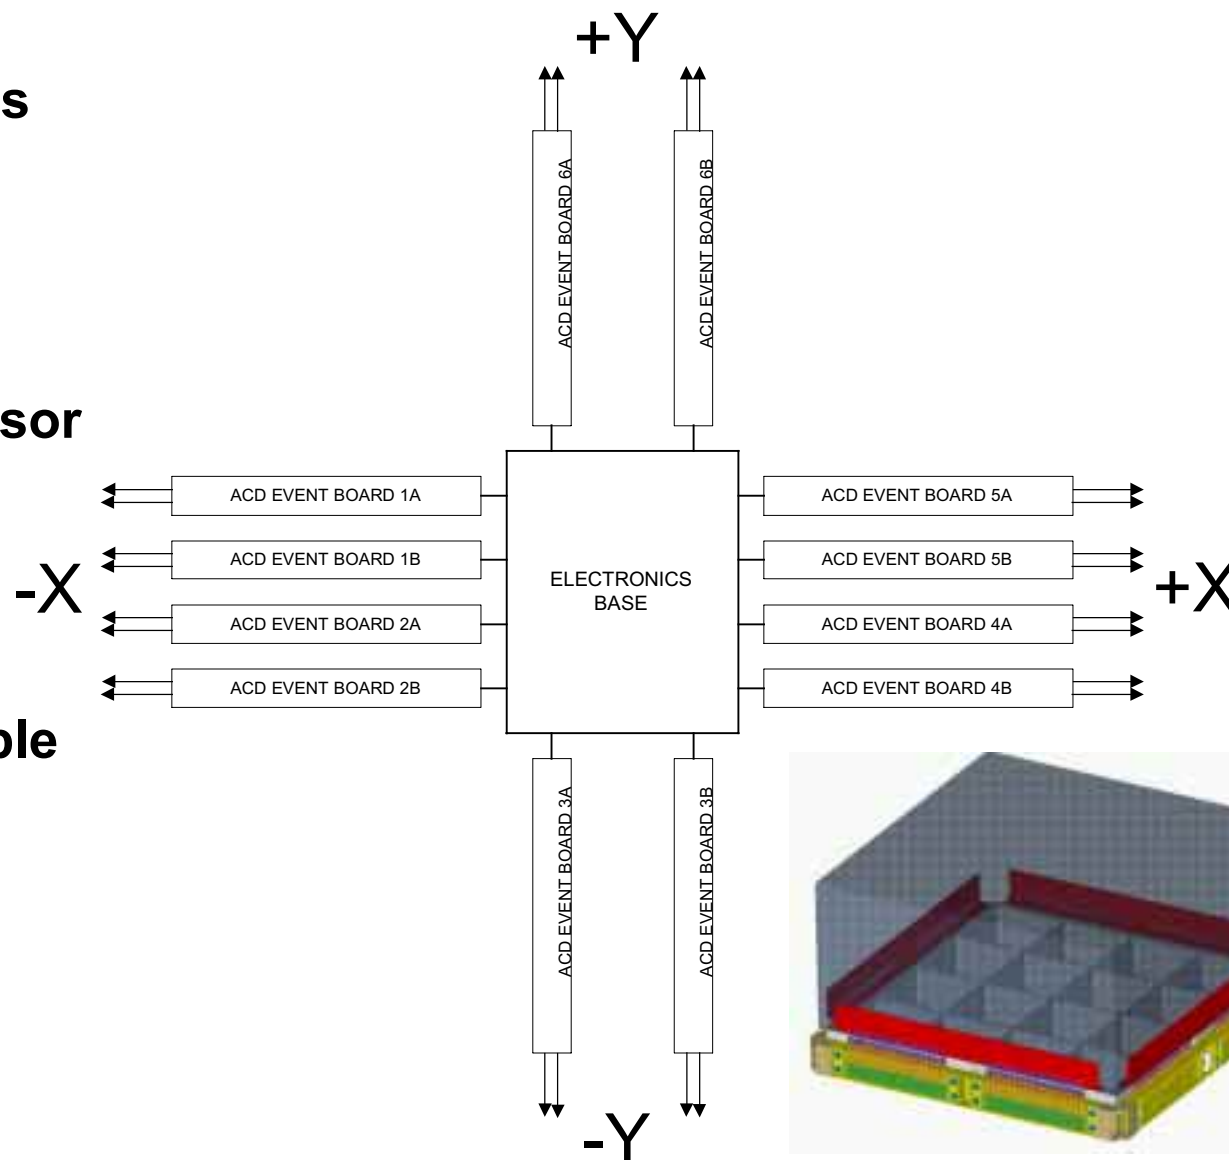 +Y
s
ACD EVENT BOARD 6A
ACD EVENT BOARD 6B
sor
ACD EVENT BOARD 1A
ACD EVENT BOARD 5A
ACD EVENT BOARD 1B
ACD EVENT BOARD 5B
-X
ELECTRONICS
BASE
+X
ACD EVENT BOARD 2A
ACD EVENT BOARD 4A
ACD EVENT BOARD 2B
ACD EVENT BOARD 4B
ple
ACD EVENT BOARD 3A
ACD EVENT BOARD 3B
-Y